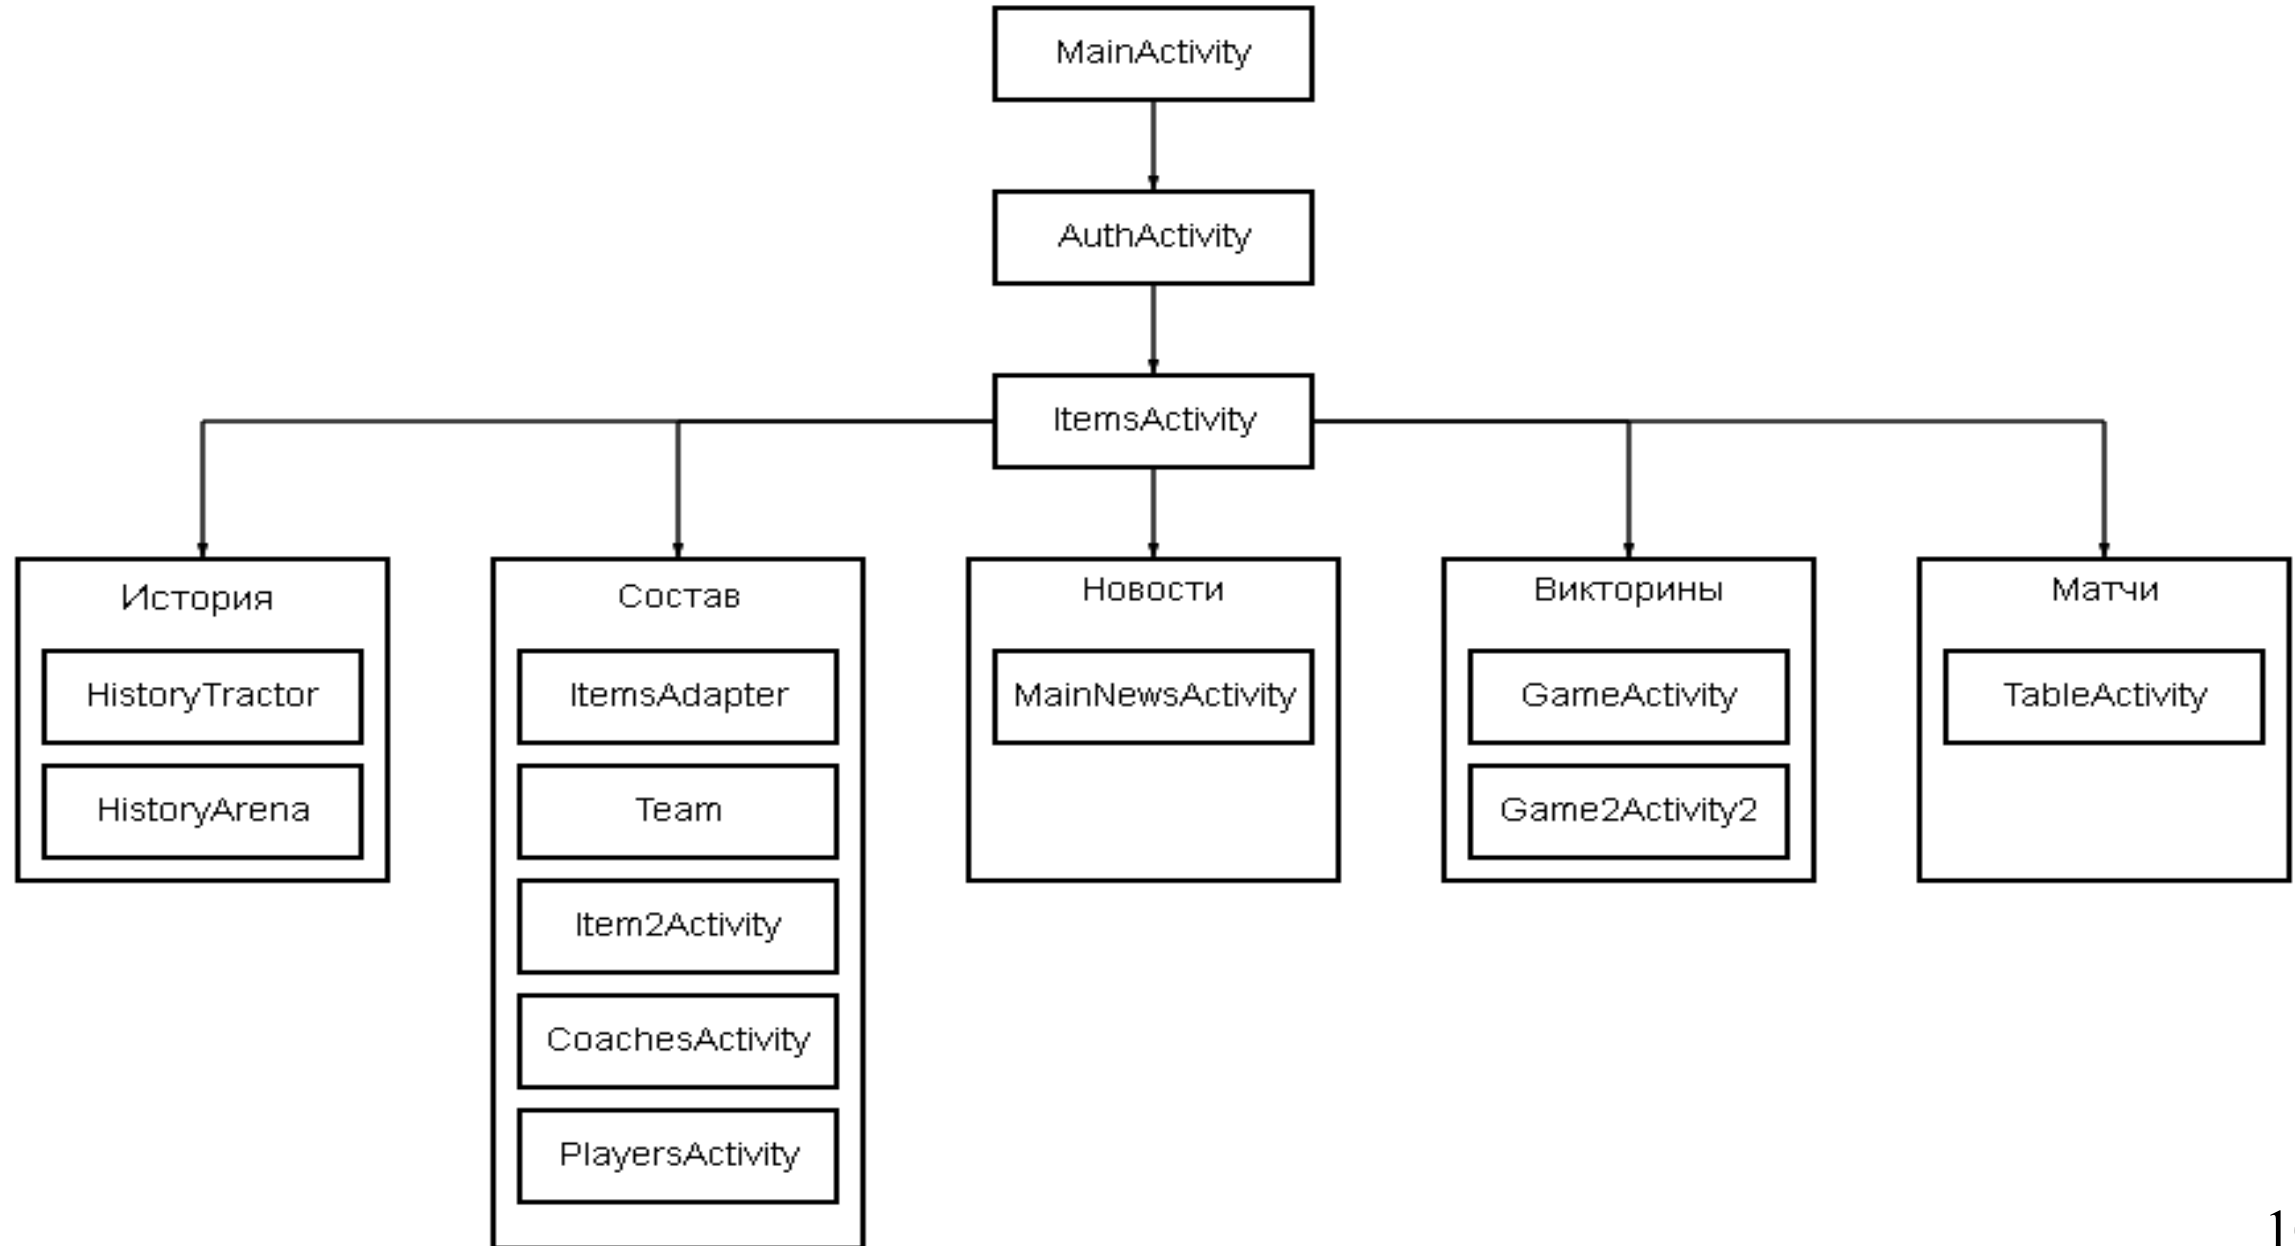 MainActivity
AuthActivity
ItemsActivity
История
HistoryTractor
HistoryArena
Состав
ItemsAdapter
Team
Item2Activity
CoachesActivity
PlayersActivity
Новости
MainNewsActivity
Викторины
GameActivity
Game2Activity2
Матчи
TableActivity